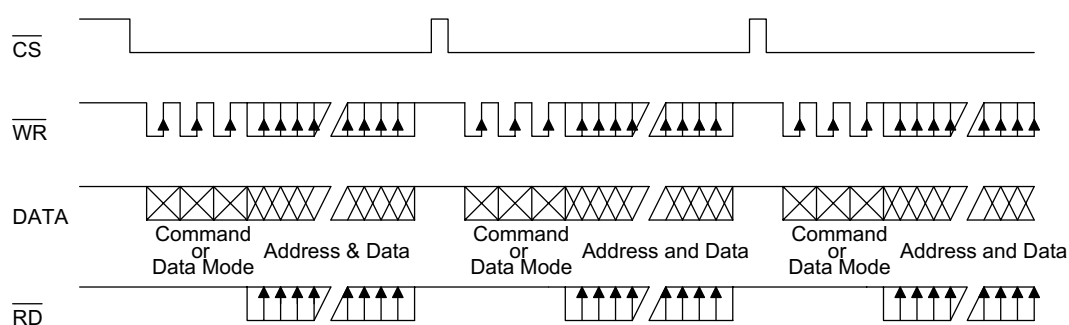 CS
WR
DATA
Command
or
Data Mode
Address & Data
Command
or
Data Mode
Address and Data
Command
or
Data Mode
Address and Data
RD